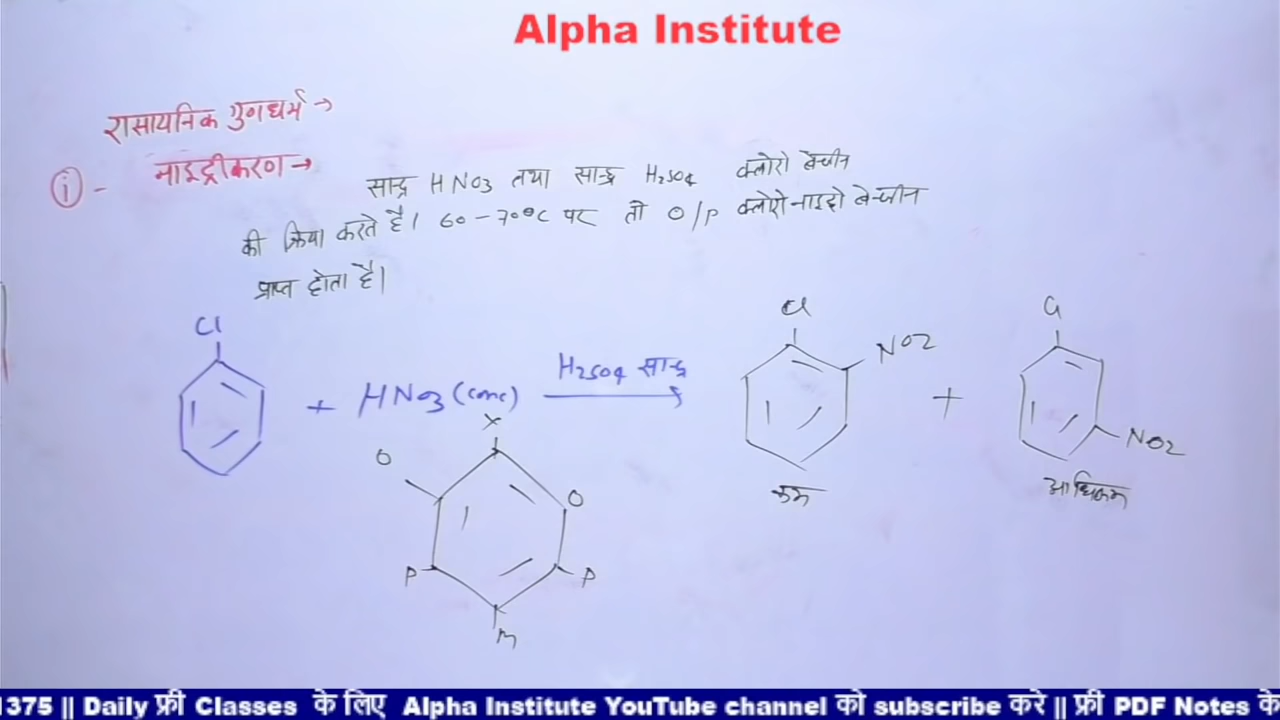 Alpha Institute
रासायनिक गुणधर्म →
(i) - नाइट्रीकरण →
सान्द्र HNO3 तथा सान्द्र H2SO4 क्लोरो बेन्जीन
की क्रिया करते है। 60-70°C पर तो O/P क्लोरो नाइट्रो बेन्जीन
प्राप्त होता है।
Cl
+ HNO3 (conc)
H2SO4 सान्द्र
Cl
NO2
+
Cl
NO2
कम
अधिकतम
X
O
O
P
P
m
1375 || Daily फ्री Classes के लिए Alpha Institute YouTube channel को subscribe करे || फ्री PDF Notes के